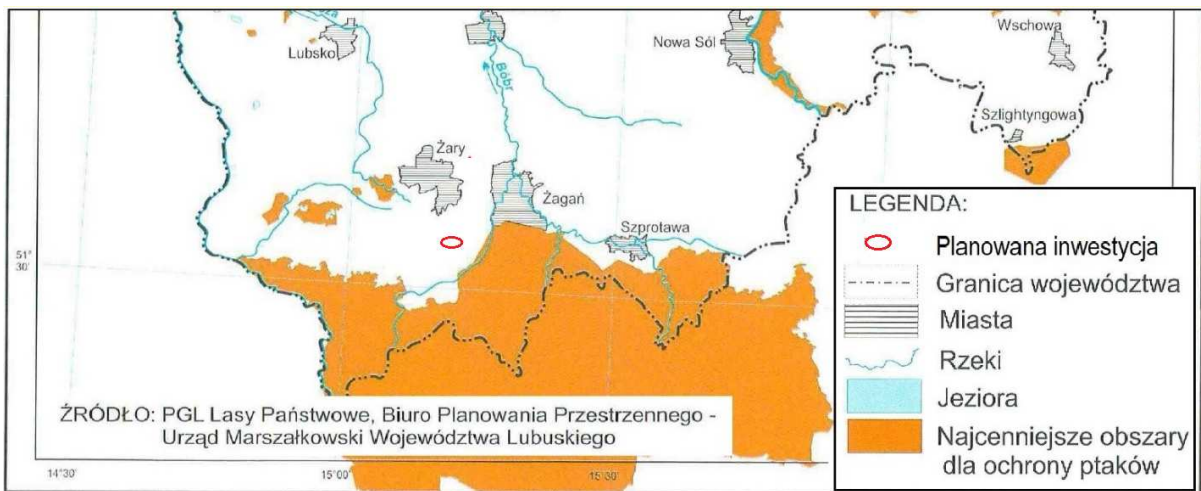 Lubsko
Bóbr
Nowa Sól
Wschowa
Szlightyngowa
Żary
Żagań
Szprotawa
51°
30'
LEGENDA:
Planowana inwestycja
Granica województwa
Miasta
Rzeki
Jeziora
Najcenniejsze obszary
dla ochrony ptaków
ŹRÓDŁO: PGL Lasy Państwowe, Biuro Planowania Przestrzennego -
Urząd Marszałkowski Województwa Lubuskiego
14°30'
15°00'
15°30'